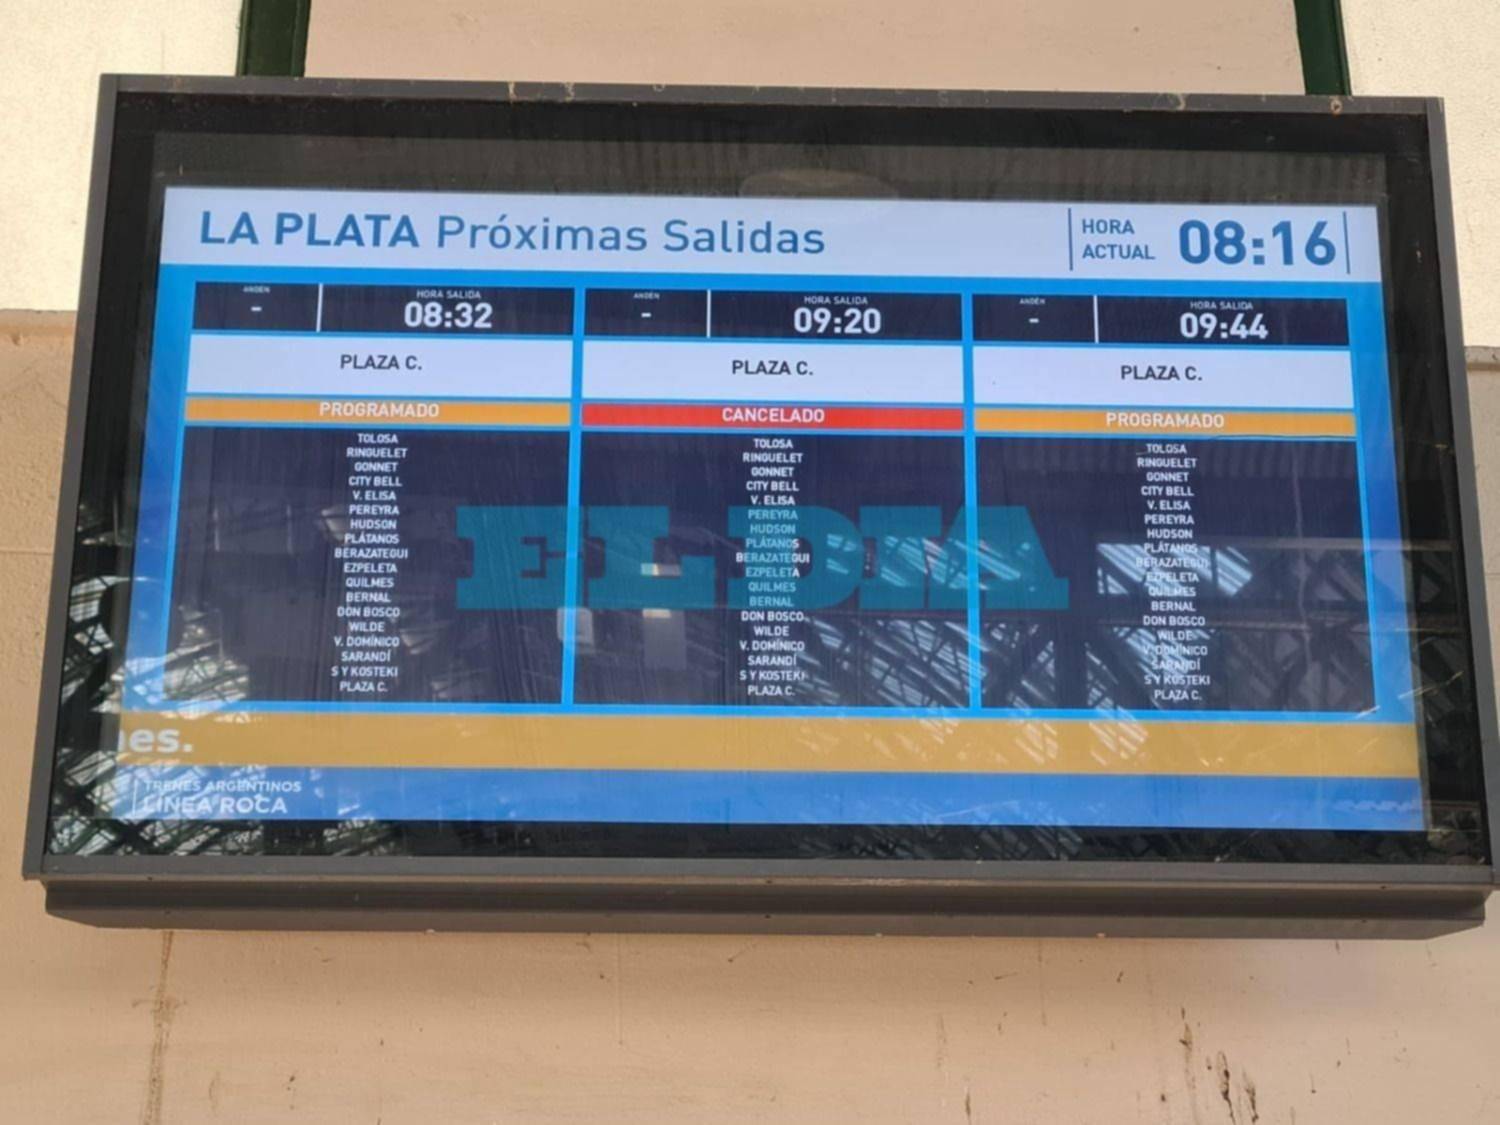 LA PLATA Próximas Salidas
HORA ACTUAL 08:16
ANDÉN
-
HORA SALIDA
08:32
PLAZA C.
PROGRAMADO
TOLOSA
RINGUELET
GONNET
CITY BELL
V. ELISA
PEREYRA
HUDSON
PLÁTANOS
BERAZATEGUI
EZPELETA
QUILMES
BERNAL
DON BOSCO
WILDE
V. DOMÍNICO
SARANDÍ
S Y KOSTEKI
PLAZA C.
ANDÉN
-
HORA SALIDA
09:20
PLAZA C.
CANCELADO
TOLOSA
RINGUELET
GONNET
CITY BELL
V. ELISA
PEREYRA
HUDSON
PLÁTANOS
BERAZATEGUI
EZPELETA
QUILMES
BERNAL
DON BOSCO
WILDE
V. DOMÍNICO
SARANDÍ
S Y KOSTEKI
PLAZA C.
ANDÉN
-
HORA SALIDA
09:44
PLAZA C.
PROGRAMADO
TOLOSA
RINGUELET
GONNET
CITY BELL
V. ELISA
PEREYRA
HUDSON
PLÁTANOS
BERAZATEGUI
EZPELETA
QUILMES
BERNAL
DON BOSCO
WILDE
V. DOMÍNICO
SARANDÍ
S Y KOSTEKI
PLAZA C.
EL DIA
nes.
TRENES ARGENTINOS
LÍNEA ROCA